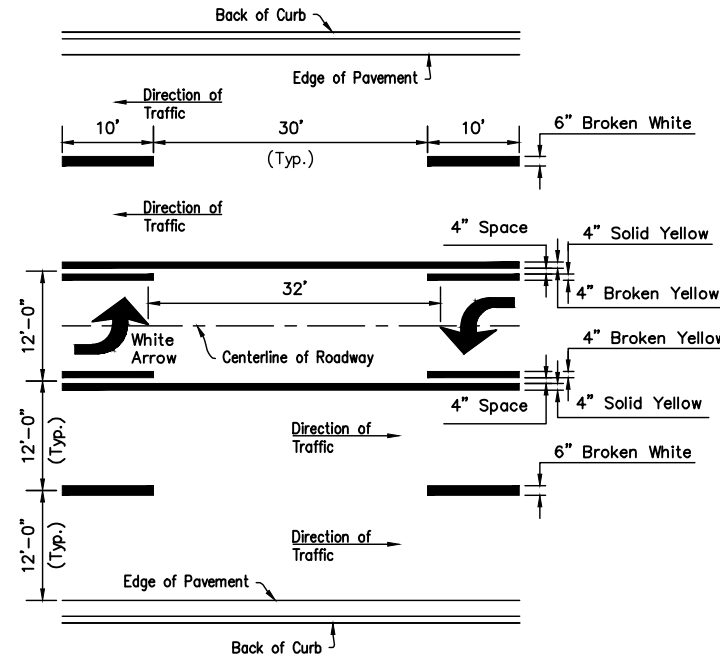 Back of Curb
Edge of Pavement
Direction of
Traffic
10'
30'
10'
(Typ.)
6" Broken White
Direction of
Traffic
4" Space
4" Solid Yellow
32'
4" Broken Yellow
12'-0"
White
Arrow
Centerline of Roadway
4" Broken Yellow
4" Space
4" Solid Yellow
12'-0"
(Typ.)
Direction of
Traffic
6" Broken White
12'-0"
(Typ.)
Direction of
Traffic
Edge of Pavement
Back of Curb